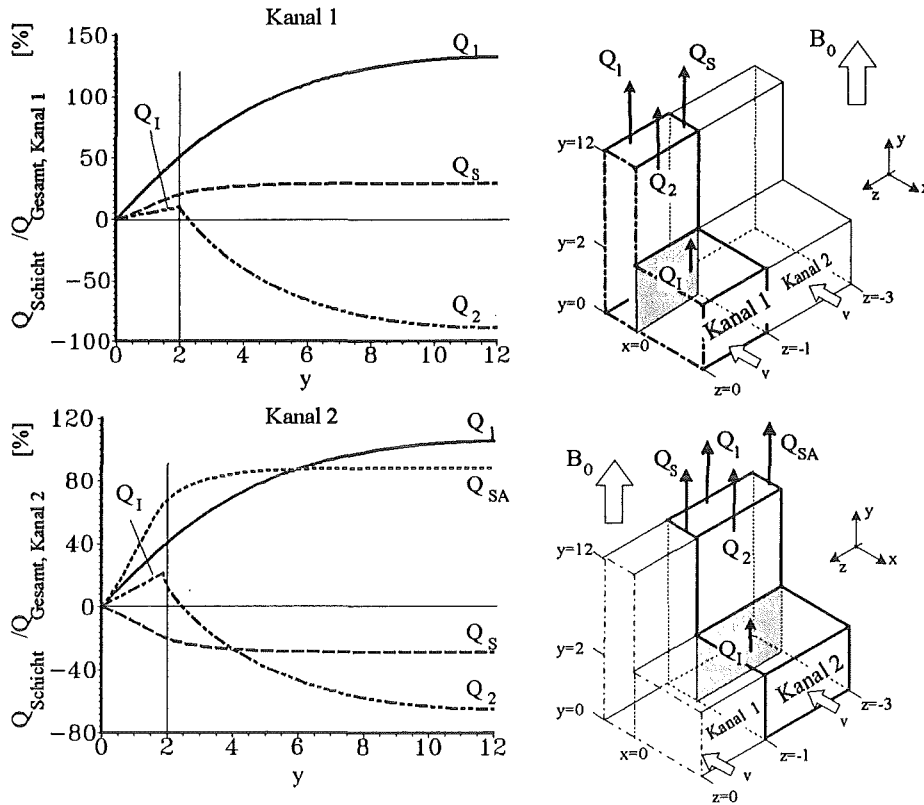 Kanal 1
Q_Schicht /Q_Gesamt, Kanal 1 [%]
150
100
50
0
−50
−100
Q_1
Q_I
Q_S
Q_2
0 2 4 6 8 10 12
y
B_0
Q_1
Q_S
Q_2
Q_I
y=12
y=2
y=0
x=0
y
z
x
Kanal 1
Kanal 2
v
v
z=-3
z=-1
z=0
Kanal 2
Q_Schicht /Q_Gesamt, Kanal 2 [%]
120
80
40
0
−40
−80
Q_1
Q_SA
Q_I
Q_S
Q_2
0 2 4 6 8 10 12
y
B_0
Q_S
Q_1
Q_SA
Q_2
Q_I
y=12
y=2
y=0
x=0
y
z
x
Kanal 1
Kanal 2
v
v
z=-3
z=-1
z=0